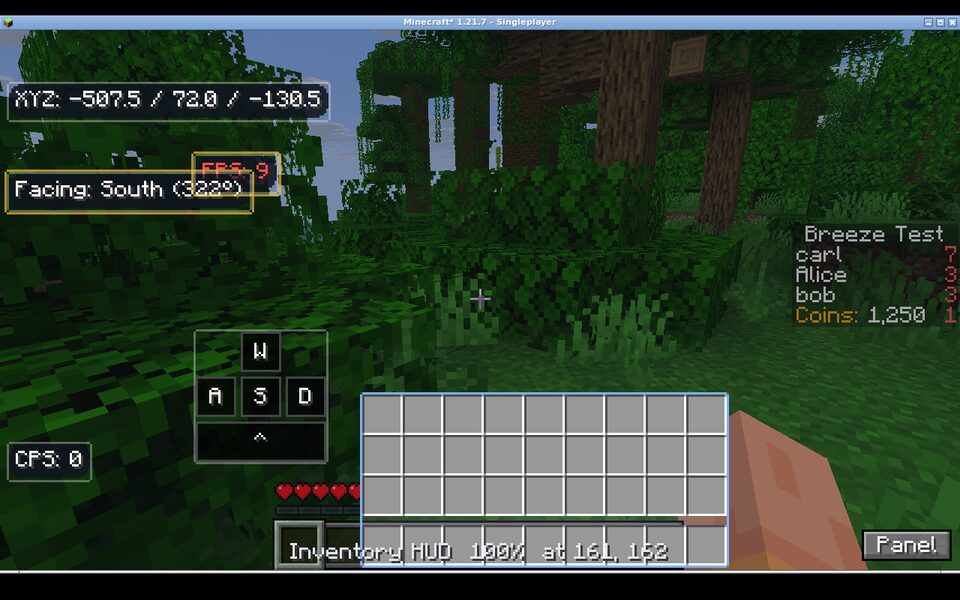 Minecraft* 1.21.7 - Singleplayer
XYZ: -507.5 / 72.0 / -130.5
FPS: 9
Facing: South (322°)
Breeze Test
carl 7
Alice 3
bob 3
Coins: 1,250 1
W
A S D
^
CPS: 0
Inventory HUD 100% at 161, 162
Panel